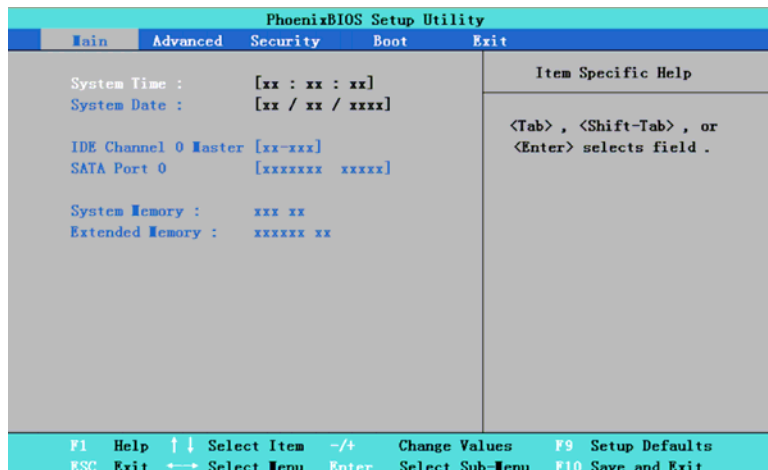 PhoenixBIOS Setup Utility
Main Advanced Security Boot Exit
System Time : [xx : xx : xx]
System Date : [xx / xx / xxxx]
IDE Channel 0 Master [xx-xxx]
SATA Port 0 [xxxxxxx xxxxx]
System Memory : xxx xx
Extended Memory : xxxxxx xx
Item Specific Help
<Tab> , <Shift-Tab> , or
<Enter> selects field .
F1 Help ↑↓ Select Item -/+ Change Values F9 Setup Defaults
ESC Exit ←→ Select Menu Enter Select Sub-Menu F10 Save and Exit